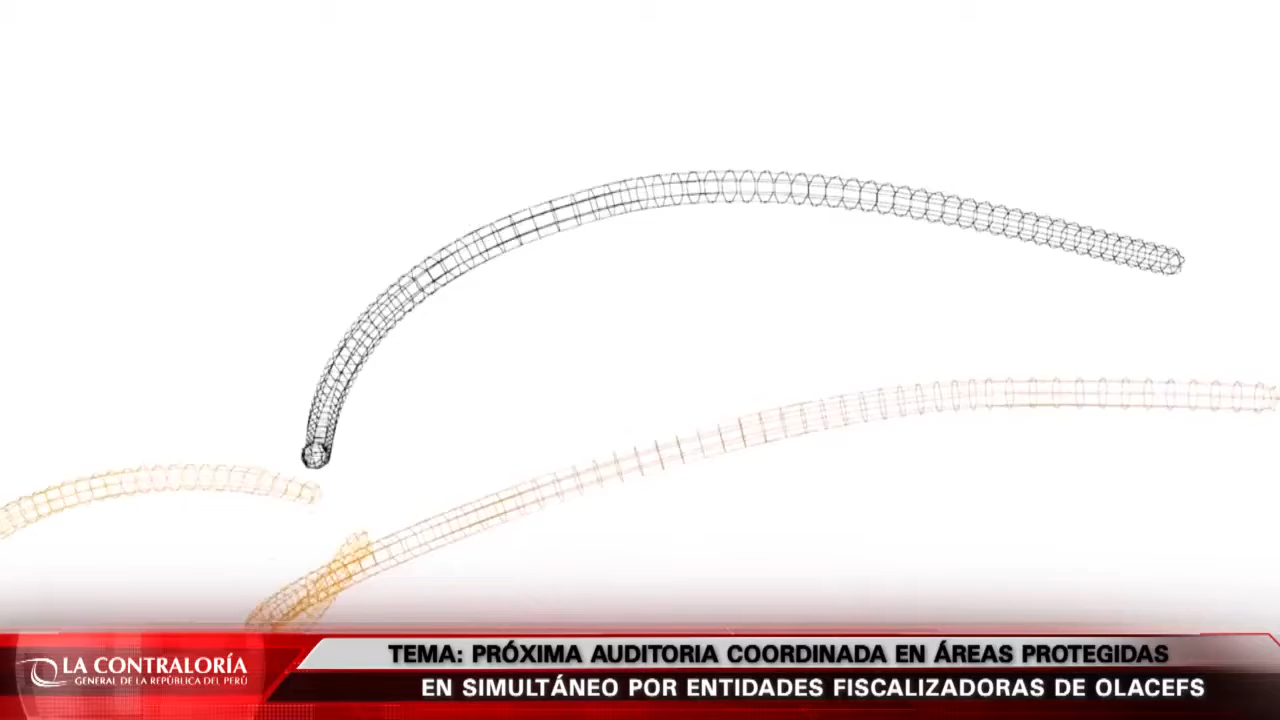 TEMA: PRÓXIMA AUDITORIA COORDINADA EN ÁREAS PROTEGIDAS
LA CONTRALORÍA
GENERAL DE LA REPÚBLICA DEL PERÚ
EN SIMULTÁNEO POR ENTIDADES FISCALIZADORAS DE OLACEFS